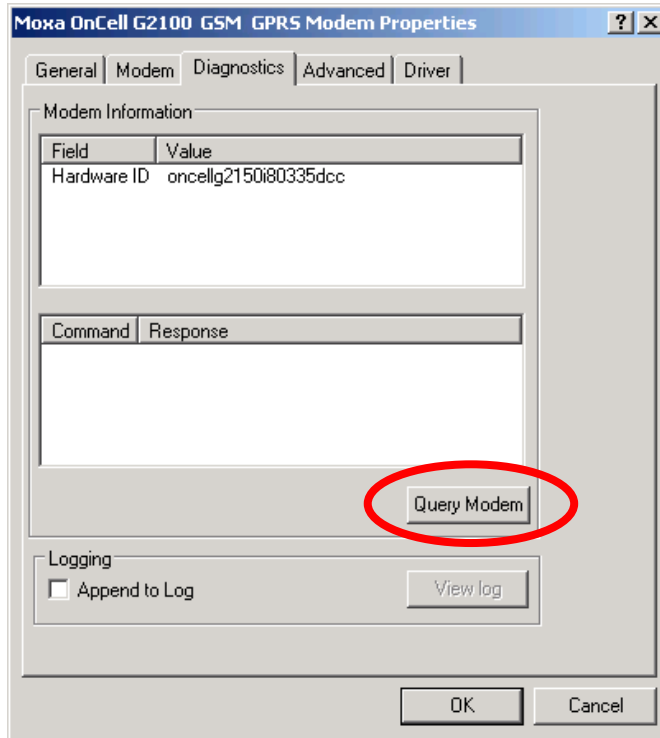 Moxa OnCell G2100 GSM GPRS Modem Properties ? X
General Modem Diagnostics Advanced Driver
Modem Information
Field Value
Hardware ID oncellg2150i80335dcc
Command Response
Query Modem
Logging
Append to Log View log
OK Cancel